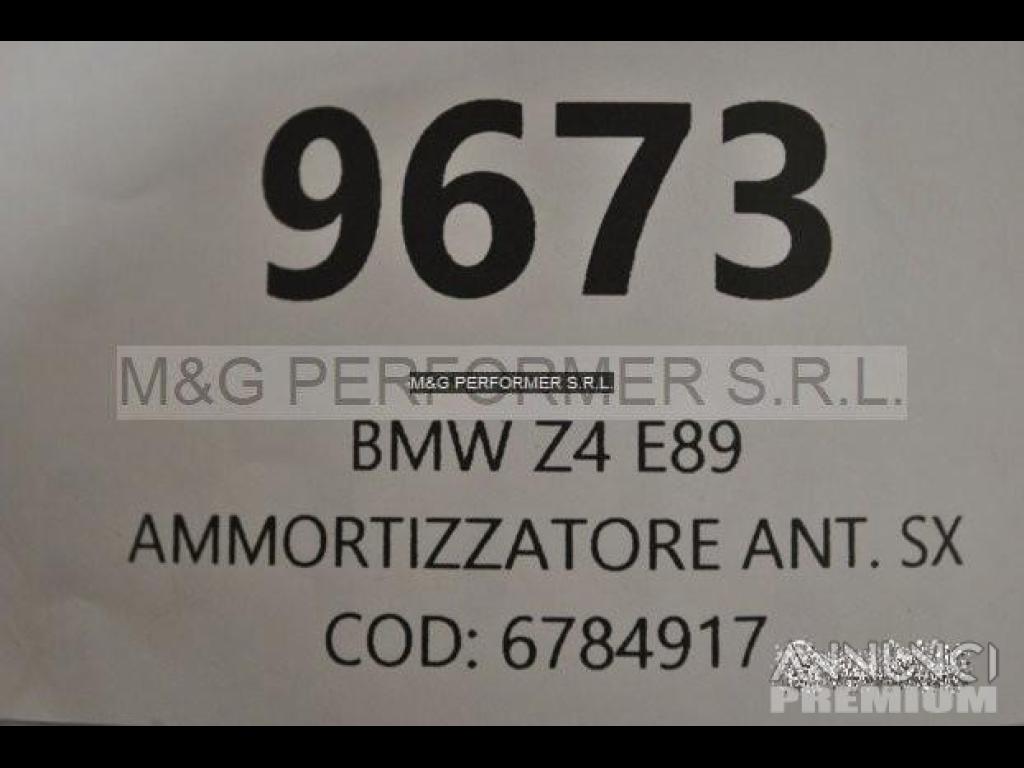 9673
M&G PERFORMER S.R.L.
M&G PERFORMER S.R.L.
BMW Z4 E89
AMMORTIZZATORE ANT. SX
COD: 6784917
ANNUNCI
PREMIUM